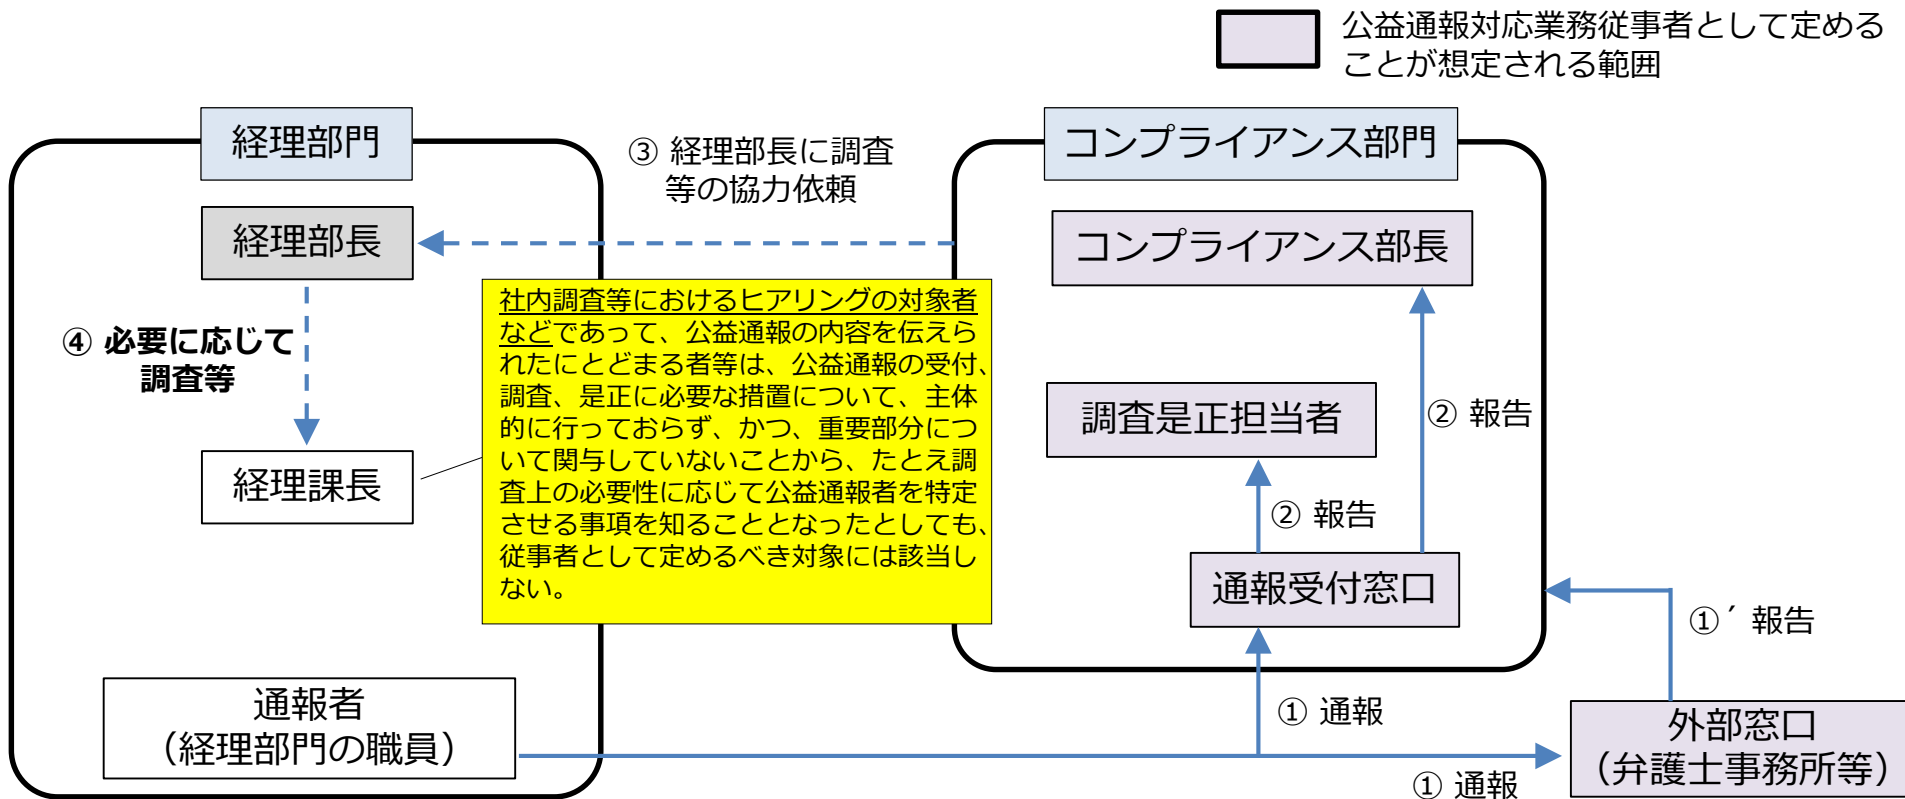 公益通報対応業務従事者として定める
ことが想定される範囲
経理部門
③ 経理部長に調査
等の協力依頼
コンプライアンス部門
経理部長
コンプライアンス部長
④ 必要に応じて
調査等
社内調査等におけるヒアリングの対象者
などであって、公益通報の内容を伝えら
れたにとどまる者等は、公益通報の受付、
調査、是正に必要な措置について、主体
的に行っておらず、かつ、重要部分につ
いて関与していないことから、たとえ調
査上の必要性に応じて公益通報者を特定
させる事項を知ることとなったとしても、
従事者として定めるべき対象には該当し
ない。
調査是正担当者
② 報告
経理課長
② 報告
通報受付窓口
①´ 報告
通報者
（経理部門の職員）
① 通報
外部窓口
（弁護士事務所等）
① 通報